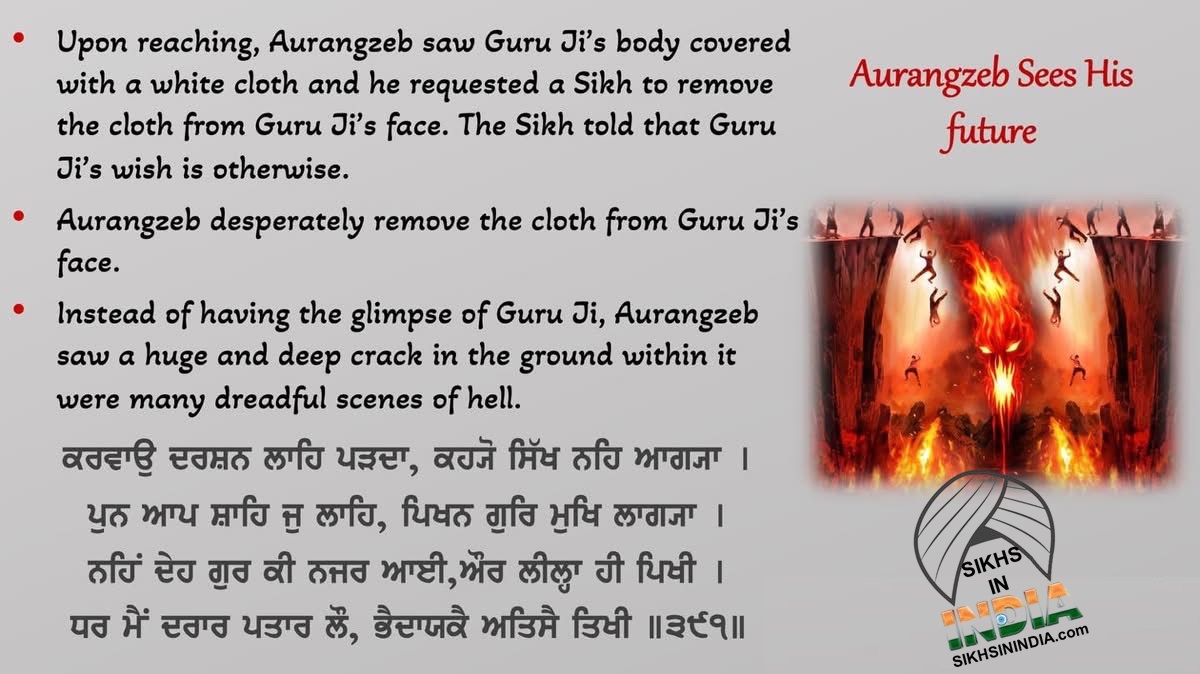 • Upon reaching, Aurangzeb saw Guru Ji's body covered
with a white cloth and he requested a Sikh to remove
the cloth from Guru Ji's face. The Sikh told that Guru
Ji's wish is otherwise.
• Aurangzeb desperately remove the cloth from Guru Ji's
face.
• Instead of having the glimpse of Guru Ji, Aurangzeb
saw a huge and deep crack in the ground within it
were many dreadful scenes of hell.
ਕਰਵਾਉ ਦਰਸ਼ਨ ਲਾਹਿ ਪੜਦਾ, ਕਹ੍ਯੋ ਸਿੱਖ ਨਹਿ ਆਗ੍ਯਾ ।
ਪੁਨ ਆਪ ਸ਼ਾਹਿ ਜੁ ਲਾਹਿ, ਪਿਖਨ ਗੁਰਿ ਮੁਖਿ ਲਾਗ੍ਯਾ ।
ਨਹਿਂ ਦੇਹ ਗੁਰ ਕੀ ਨਜਰ ਆਈ,ਔਰ ਲੀਲ੍ਹਾ ਹੀ ਪਿਖੀ ।
ਧਰ ਮੈਂ ਦਰਾਰ ਪਤਾਰ ਲੌ, ਭੈਦਾਯਕੈ ਅਤਿਸੈ ਤਿਖੀ ॥੩੯੧॥
Aurangzeb Sees His
future
SIKHS
IN
INDIA
SIKHSININDIA.com